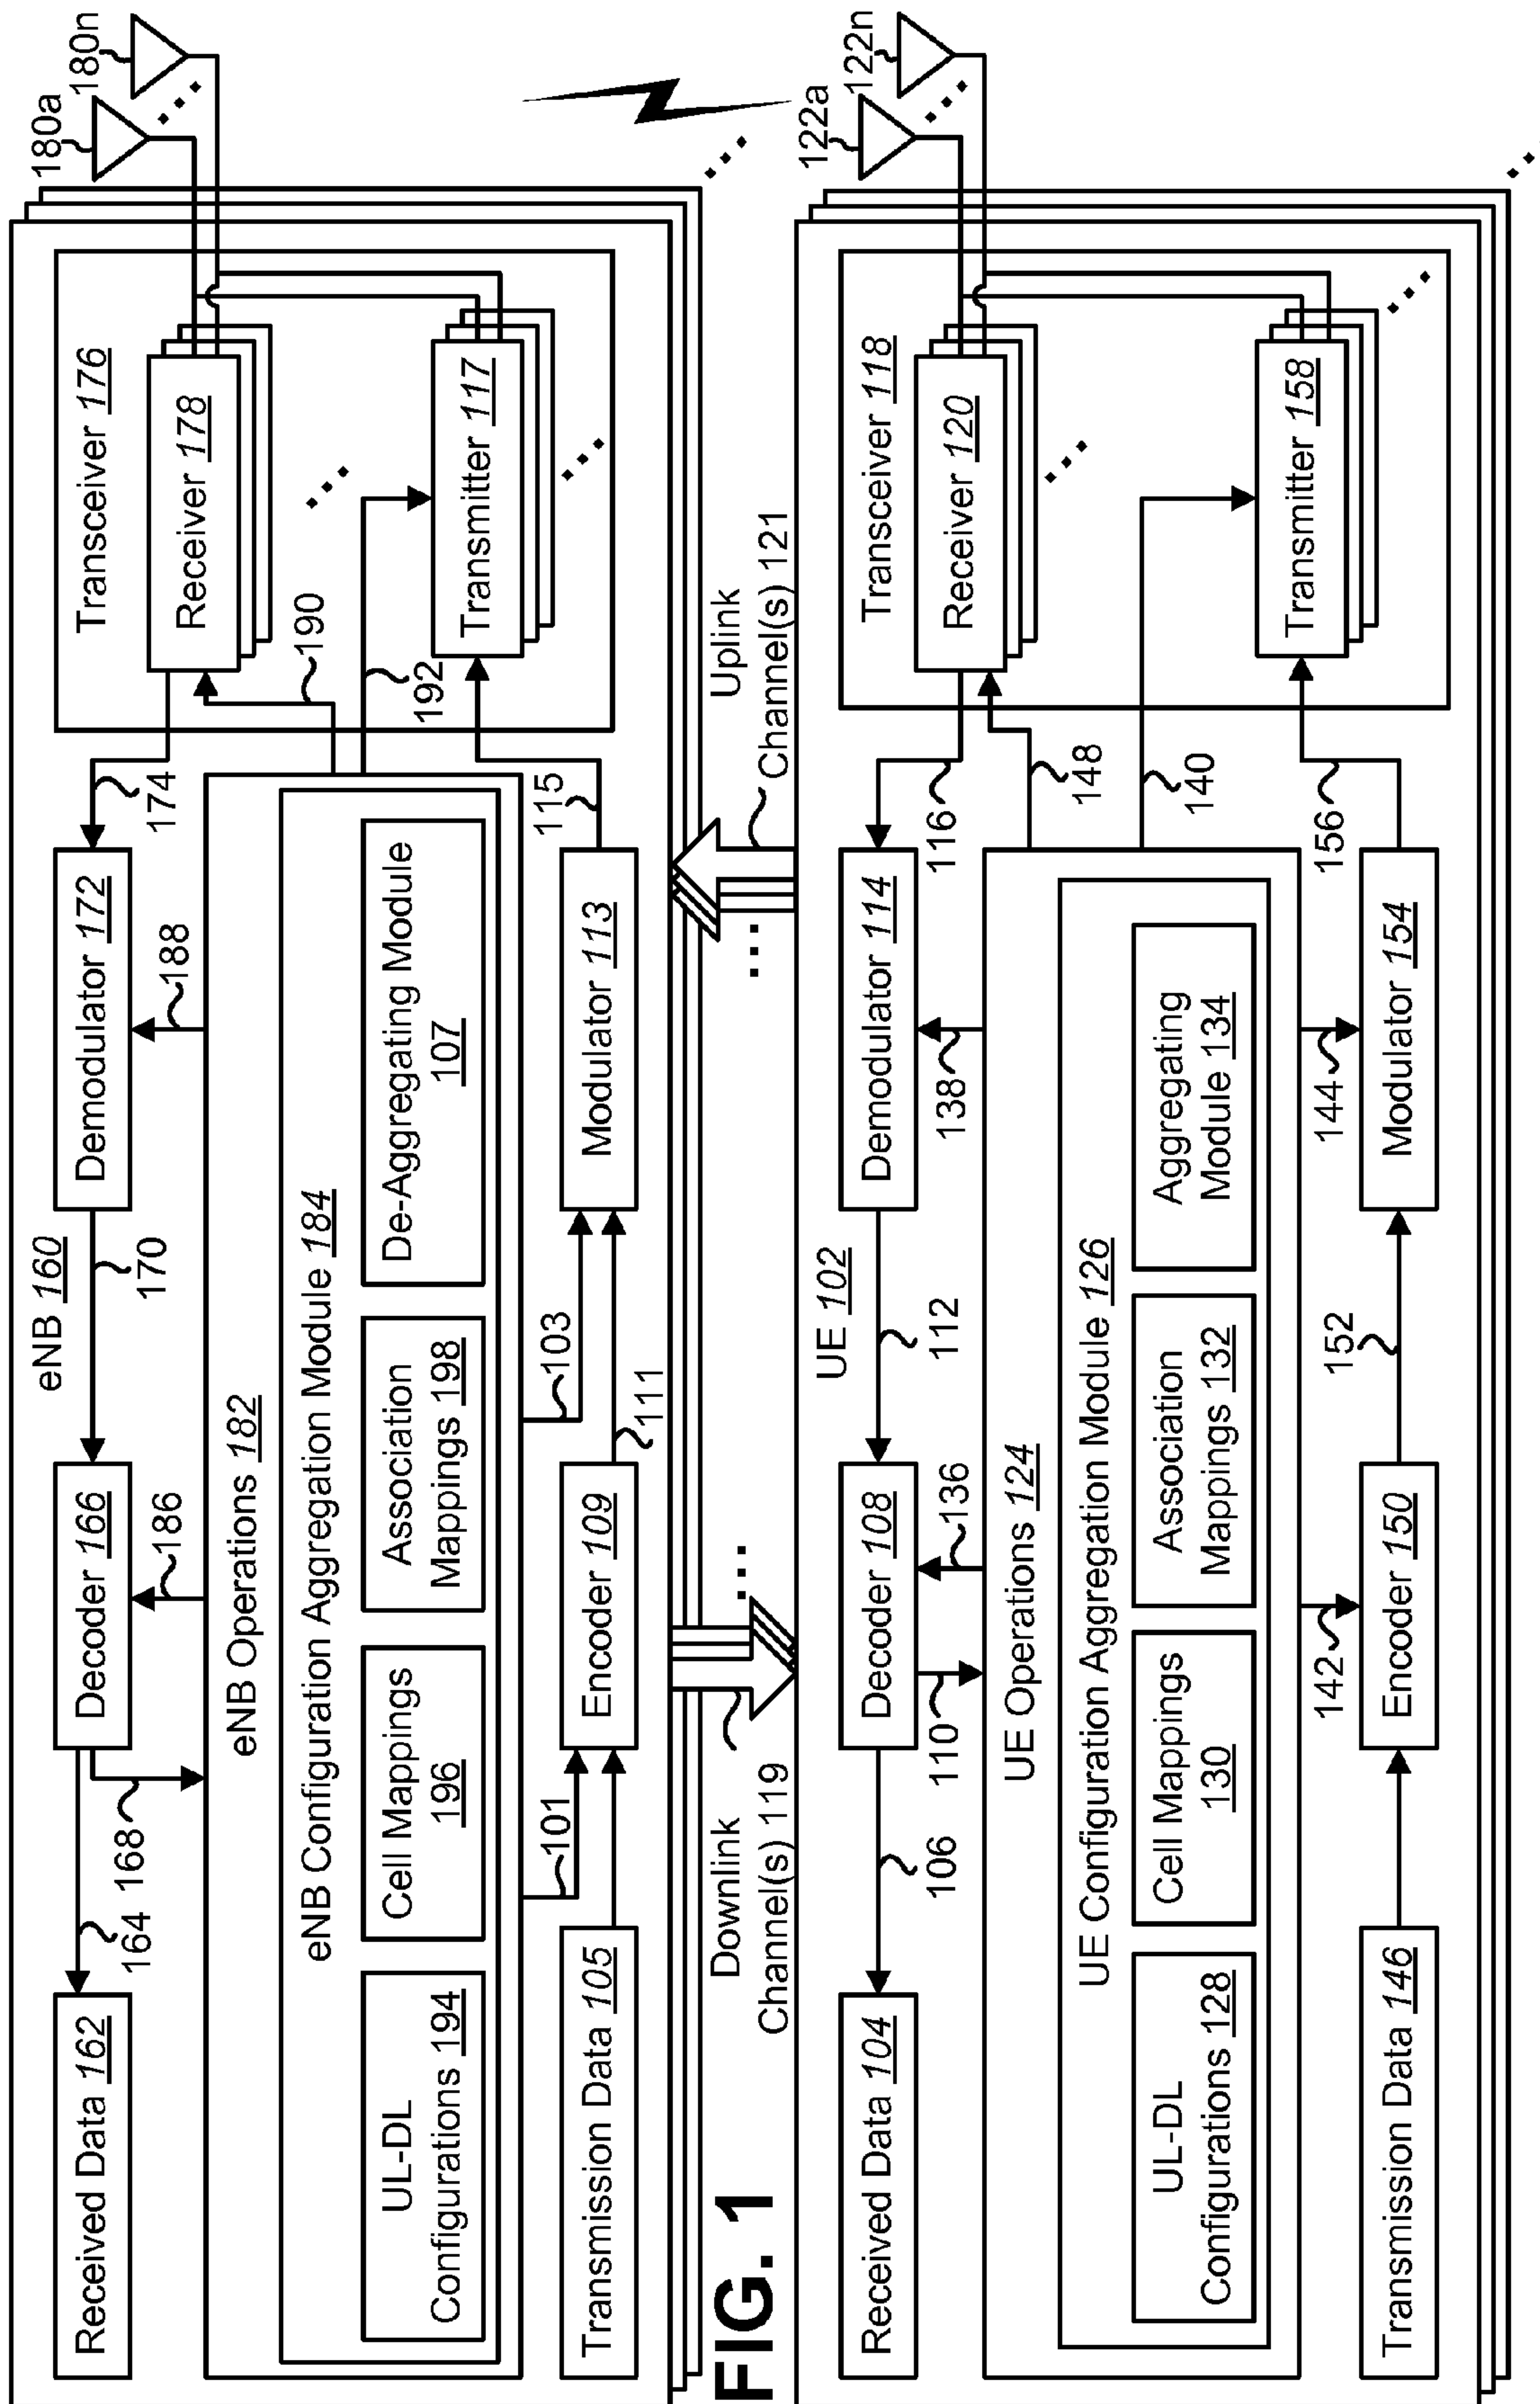 eNB 160
Received Data 162
164
168
Decoder 166
186
170
Demodulator 172
188
174
Transceiver 176
Receiver 178
180a
180n
190
192
Transmitter 117
eNB Operations 182
eNB Configuration Aggregation Module 184
UL-DL
Configurations 194
Cell Mappings
196
Association
Mappings 198
De-Aggregating Module
107
101
103
Transmission Data 105
Encoder 109
111
Modulator 113
115
FIG. 1
Downlink
Channel(s) 119
...
...
Uplink
Channel(s) 121
UE 102
Received Data 104
106
Decoder 108
110
136
112
Demodulator 114
138
116
Transceiver 118
Receiver 120
122a
122n
148
140
Transmitter 158
UE Operations 124
UE Configuration Aggregation Module 126
UL-DL
Configurations 128
Cell Mappings
130
Association
Mappings 132
Aggregating
Module 134
142
144
Transmission Data 146
Encoder 150
152
Modulator 154
156